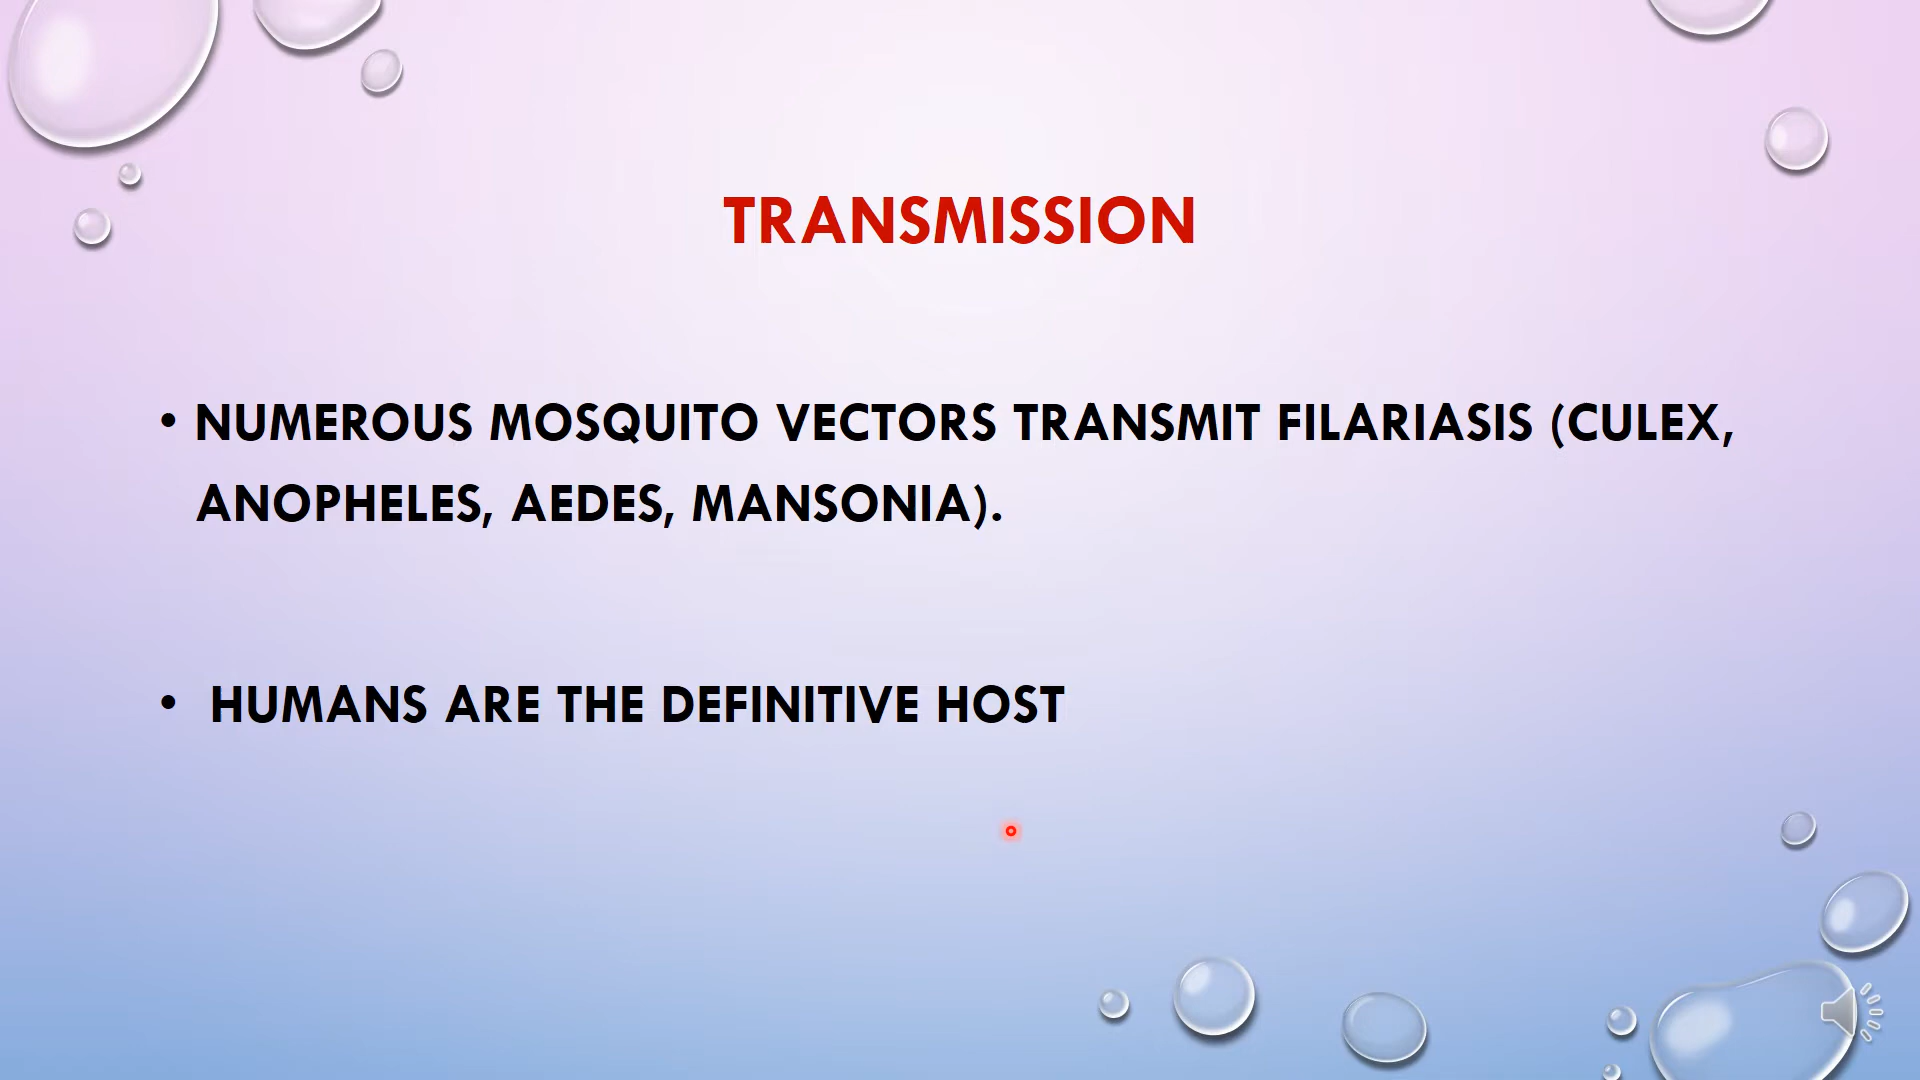 TRANSMISSION
• NUMEROUS MOSQUITO VECTORS TRANSMIT FILARIASIS (CULEX,
ANOPHELES, AEDES, MANSONIA).
• HUMANS ARE THE DEFINITIVE HOST